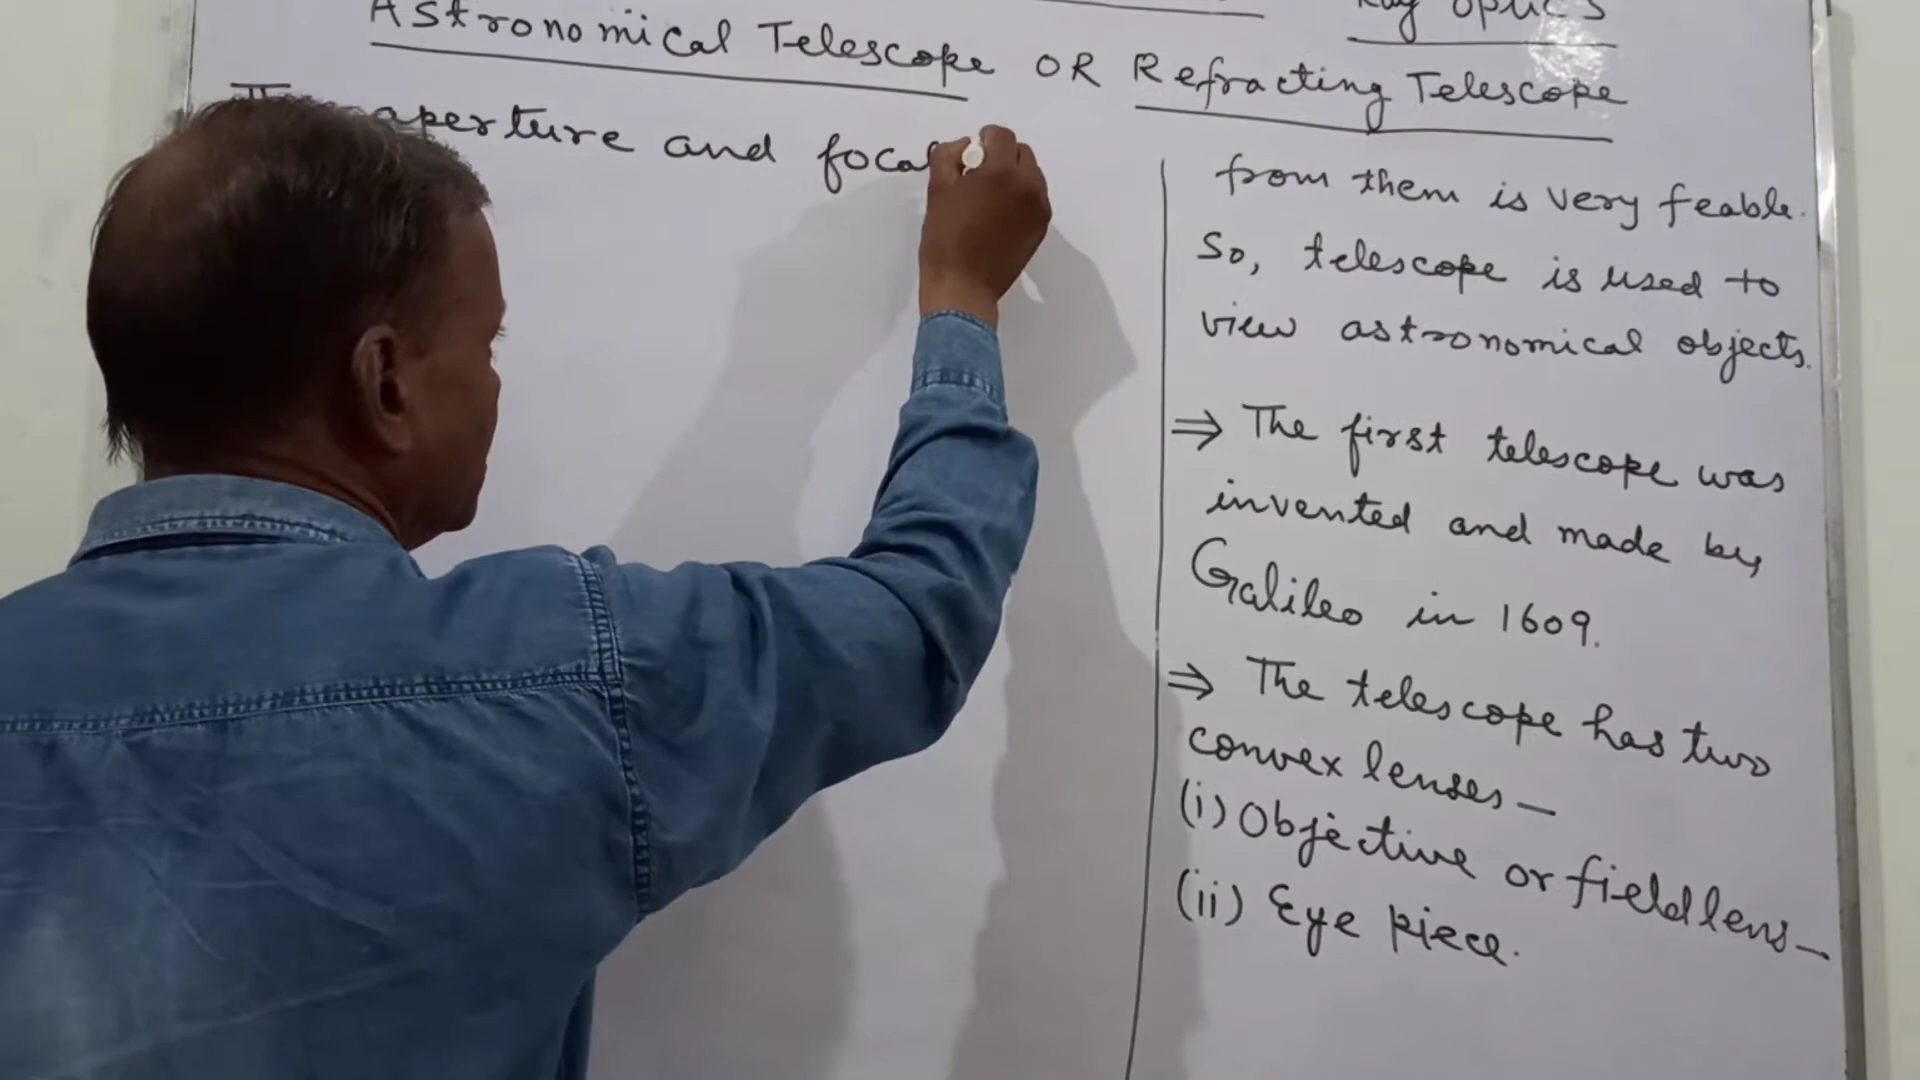 Ray Optics
Astronomical Telescope OR Refracting Telescope
aperture and focal
from them is very feable.
So, telescope is used to
view astronomical objects.
⇒ The first telescope was
invented and made by
Galileo in 1609.
⇒ The telescope has two
convex lenses —
(i) Objective or field lens —
(ii) Eye piece.